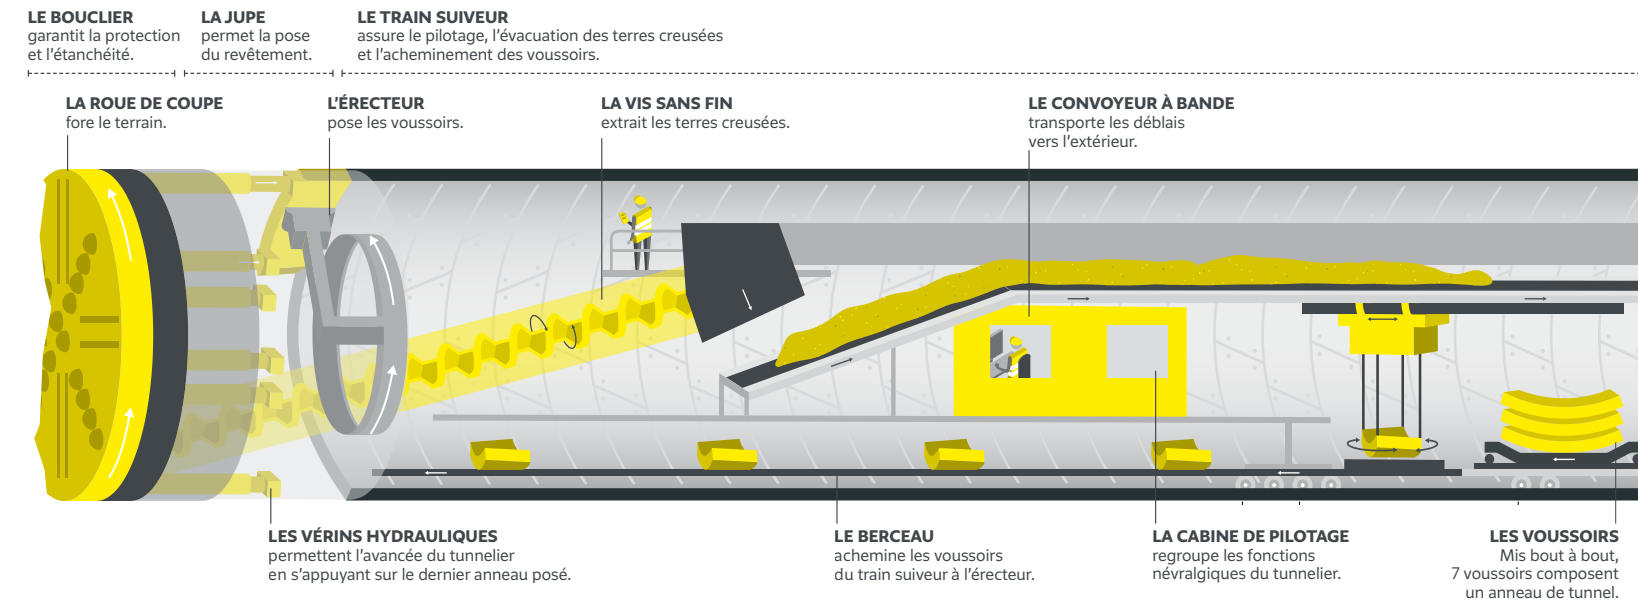 LE BOUCLIER
garantit la protection
et l'étanchéité.
LA JUPE
permet la pose
du revêtement.
LE TRAIN SUIVEUR
assure le pilotage, l'évacuation des terres creusées
et l'acheminement des voussoirs.
LA ROUE DE COUPE
fore le terrain.
L'ÉRECTEUR
pose les voussoirs.
LA VIS SANS FIN
extrait les terres creusées.
LE CONVOYEUR À BANDE
transporte les déblais
vers l'extérieur.
LES VÉRINS HYDRAULIQUES
permettent l'avancée du tunnelier
en s'appuyant sur le dernier anneau posé.
LE BERCEAU
achemine les voussoirs
du train suiveur à l'érecteur.
LA CABINE DE PILOTAGE
regroupe les fonctions
névralgiques du tunnelier.
LES VOUSSOIRS
Mis bout à bout,
7 voussoirs composent
un anneau de tunnel.